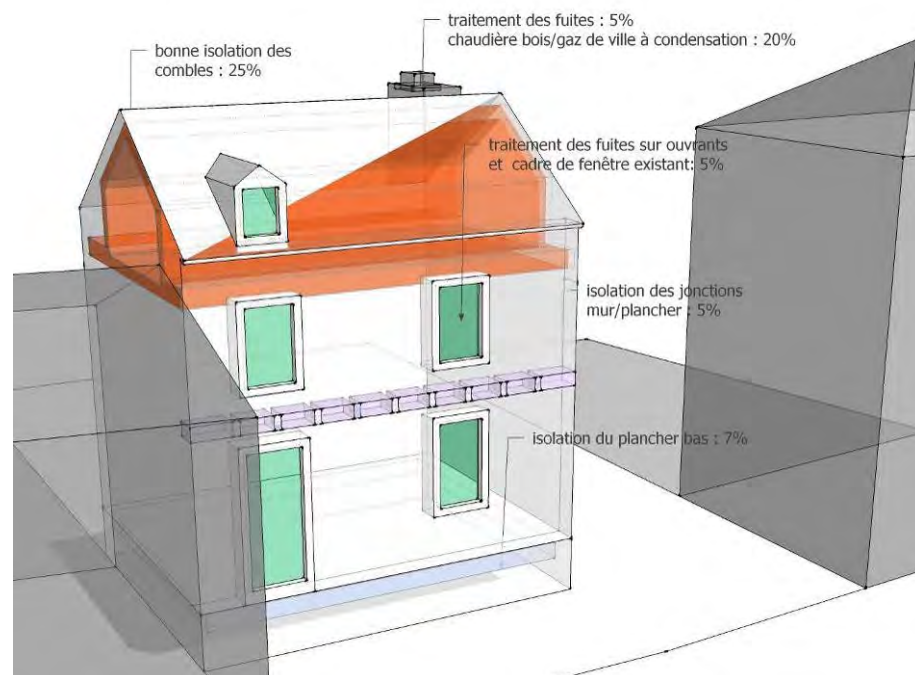 traitement des fuites : 5%
chaudière bois/gaz de ville à condensation : 20%
bonne isolation des
combles : 25%
traitement des fuites sur ouvrants
et cadre de fenêtre existant: 5%
isolation des jonctions
mur/plancher : 5%
isolation du plancher bas : 7%